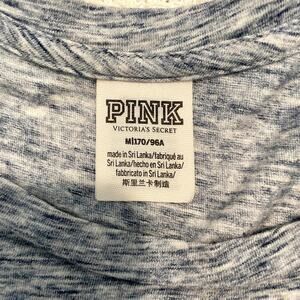 PINK
VICTORIA'S SECRET
M|170/96A
made in Sri Lanka/fabriqué au
Sri Lanka/hecho en Sri Lanka/
fabbricato in Sri Lanka/
斯里兰卡制造